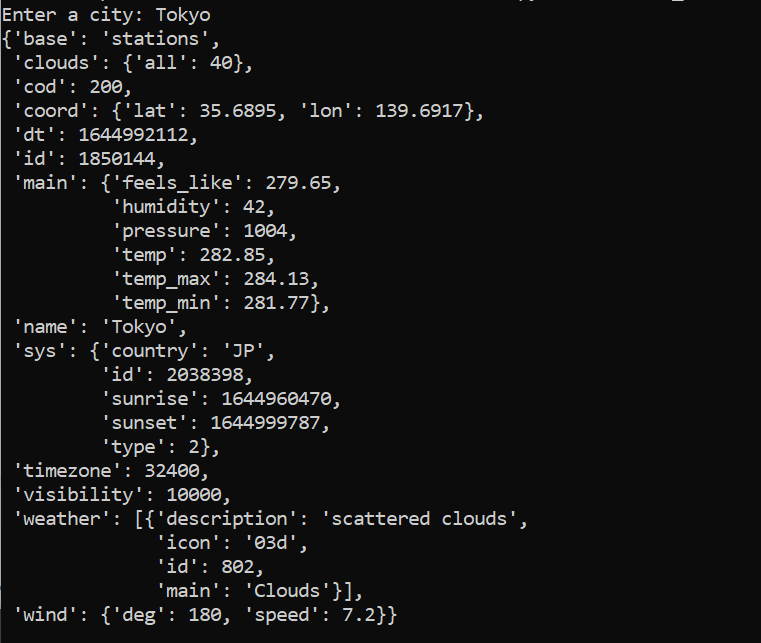 Enter a city: Tokyo
{'base': 'stations',
 'clouds': {'all': 40},
 'cod': 200,
 'coord': {'lat': 35.6895, 'lon': 139.6917},
 'dt': 1644992112,
 'id': 1850144,
 'main': {'feels_like': 279.65,
          'humidity': 42,
          'pressure': 1004,
          'temp': 282.85,
          'temp_max': 284.13,
          'temp_min': 281.77},
 'name': 'Tokyo',
 'sys': {'country': 'JP',
         'id': 2038398,
         'sunrise': 1644960470,
         'sunset': 1644999787,
         'type': 2},
 'timezone': 32400,
 'visibility': 10000,
 'weather': [{'description': 'scattered clouds',
              'icon': '03d',
              'id': 802,
              'main': 'Clouds'}],
 'wind': {'deg': 180, 'speed': 7.2}}